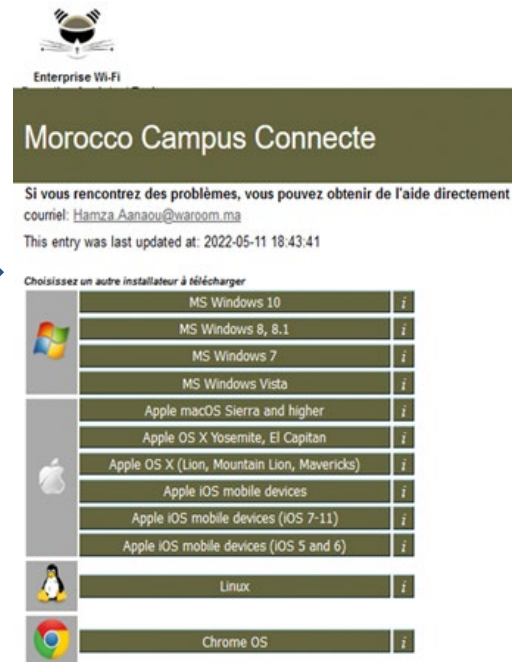 Enterprise Wi-Fi
Morocco Campus Connecte
Si vous rencontrez des problèmes, vous pouvez obtenir de l'aide directement
courriel: Hamza.Aanaou@waroom.ma
This entry was last updated at: 2022-05-11 18:43:41
Choisissez un autre installateur à télécharger
MS Windows 10 i
MS Windows 8, 8.1 i
MS Windows 7 i
MS Windows Vista i
Apple macOS Sierra and higher i
Apple OS X Yosemite, El Capitan i
Apple OS X (Lion, Mountain Lion, Mavericks) i
Apple iOS mobile devices i
Apple iOS mobile devices (iOS 7-11) i
Apple iOS mobile devices (iOS 5 and 6) i
Linux i
Chrome OS i